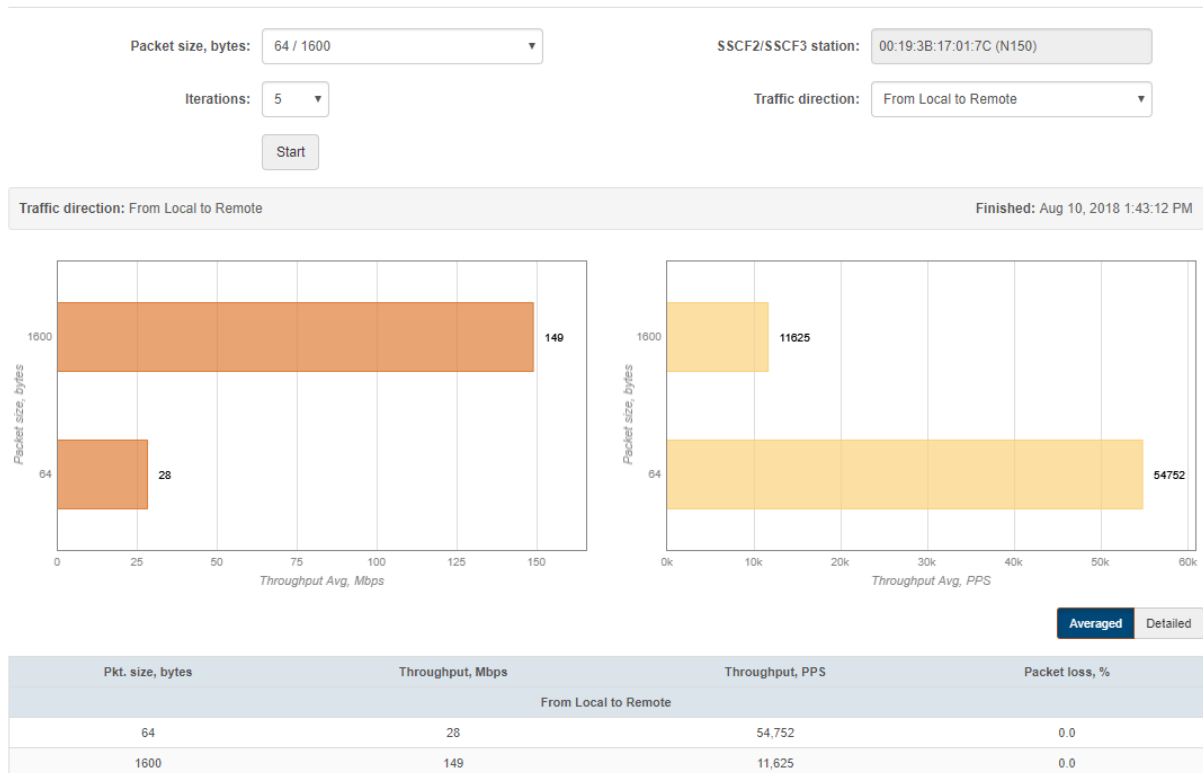 Packet size, bytes: 64 / 1600 SSCF2/SSCF3 station: 00:19:3B:17:01:7C (N150)
Iterations: 5 Traffic direction: From Local to Remote
Start
Traffic direction: From Local to Remote Finished: Aug 10, 2018 1:43:12 PM
Packet size, bytes
1600
149
64
28
0 25 50 75 100 125 150
Throughput Avg, Mbps
Packet size, bytes
1600
11625
64
54752
0k 10k 20k 30k 40k 50k 60k
Throughput Avg, PPS
Averaged Detailed
Pkt. size, bytes Throughput, Mbps Throughput, PPS Packet loss, %
From Local to Remote
64 28 54,752 0.0
1600 149 11,625 0.0